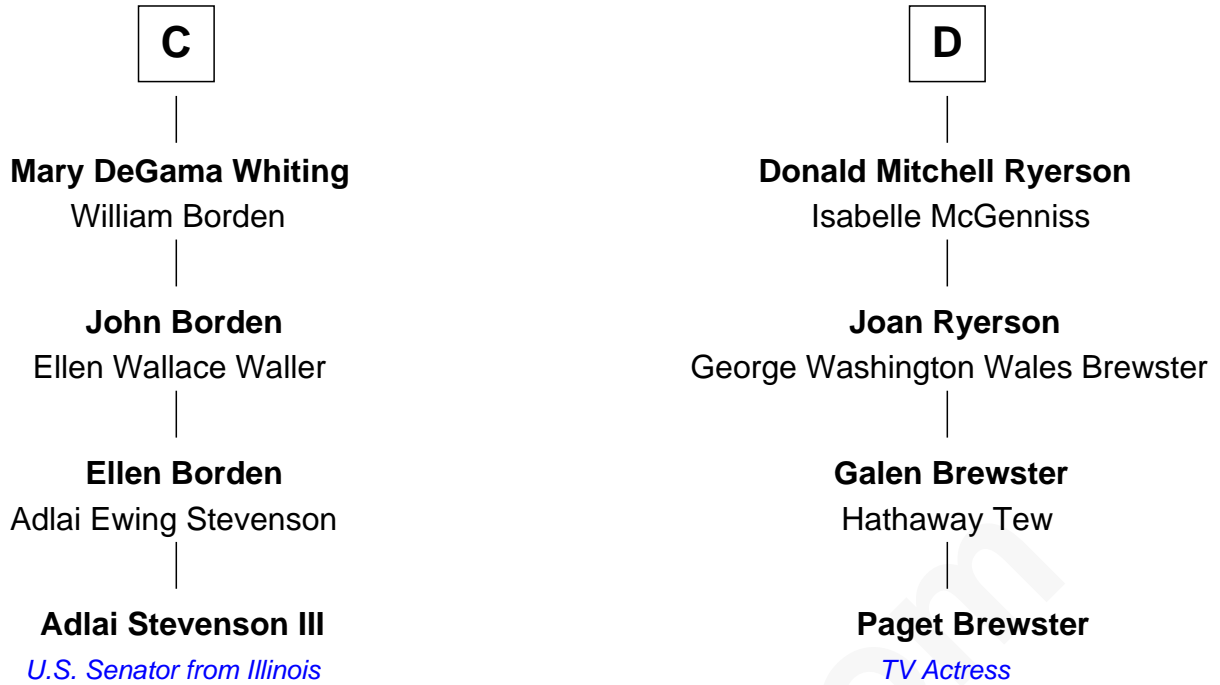 C
Mary DeGama Whiting
William Borden
John Borden
Ellen Wallace Waller
Ellen Borden
Adlai Ewing Stevenson
Adlai Stevenson III
U.S. Senator from Illinois
D
Donald Mitchell Ryerson
Isabelle McGenniss
Joan Ryerson
George Washington Wales Brewster
Galen Brewster
Hathaway Tew
Paget Brewster
TV Actress